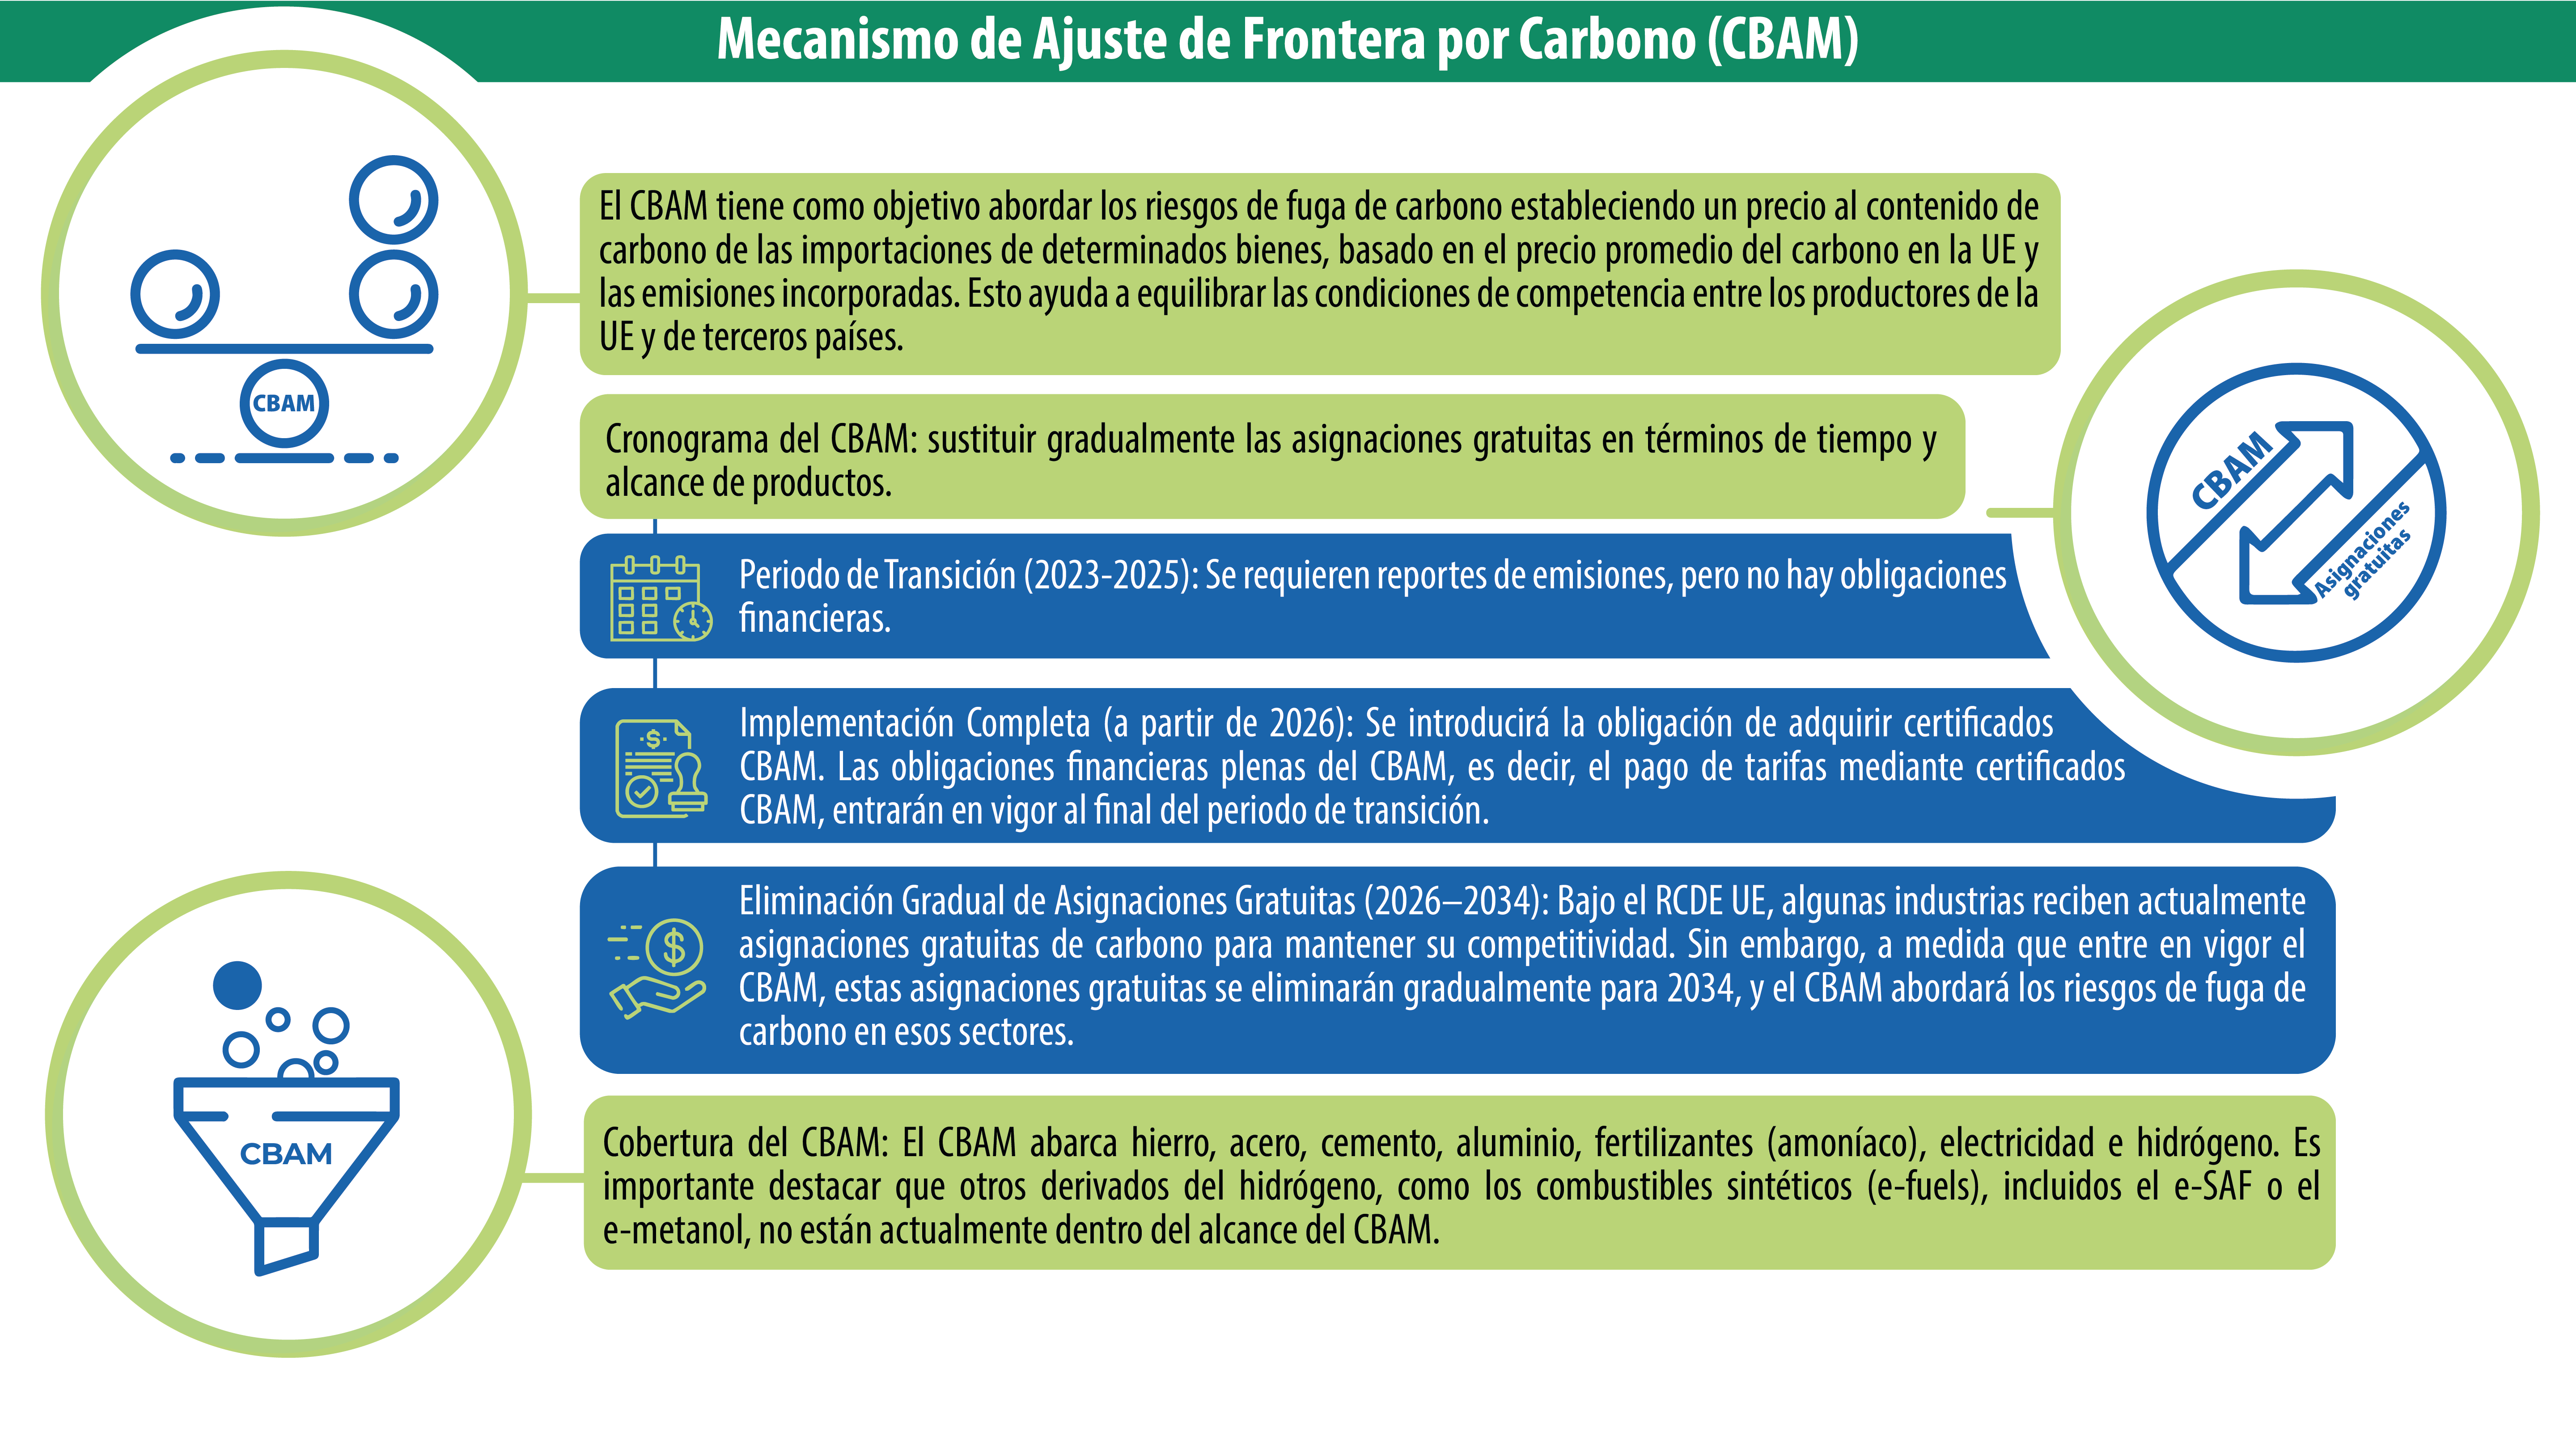 Mecanismo de Ajuste de Frontera por Carbono (CBAM)
CBAM
El CBAM tiene como objetivo abordar los riesgos de fuga de carbono estableciendo un precio al contenido de
carbono de las importaciones de determinados bienes, basado en el precio promedio del carbono en la UE y
las emisiones incorporadas. Esto ayuda a equilibrar las condiciones de competencia entre los productores de la
UE y de terceros países.
Cronograma del CBAM: sustituir gradualmente las asignaciones gratuitas en términos de tiempo y
alcance de productos.
CBAM
Asignaciones
gratuitas
Periodo de Transición (2023-2025): Se requieren reportes de emisiones, pero no hay obligaciones
financieras.
$
Implementación Completa (a partir de 2026): Se introducirá la obligación de adquirir certificados
CBAM. Las obligaciones financieras plenas del CBAM, es decir, el pago de tarifas mediante certificados
CBAM, entrarán en vigor al final del periodo de transición.
$
Eliminación Gradual de Asignaciones Gratuitas (2026–2034): Bajo el RCDE UE, algunas industrias reciben actualmente
asignaciones gratuitas de carbono para mantener su competitividad. Sin embargo, a medida que entre en vigor el
CBAM, estas asignaciones gratuitas se eliminarán gradualmente para 2034, y el CBAM abordará los riesgos de fuga de
carbono en esos sectores.
CBAM
Cobertura del CBAM: El CBAM abarca hierro, acero, cemento, aluminio, fertilizantes (amoníaco), electricidad e hidrógeno. Es
importante destacar que otros derivados del hidrógeno, como los combustibles sintéticos (e-fuels), incluidos el e-SAF o el
e-metanol, no están actualmente dentro del alcance del CBAM.